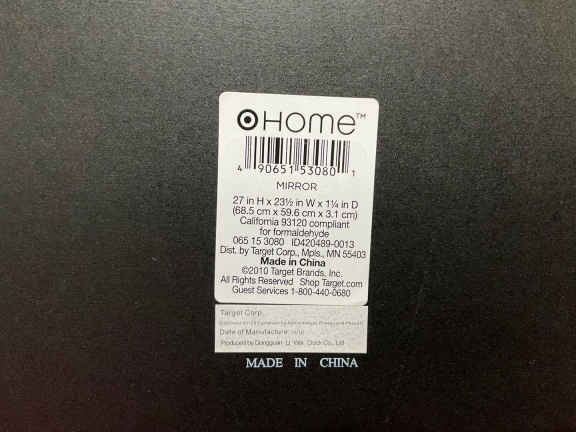 HOME™
4 90651 53080 1
MIRROR
27 in H x 23½ in W x 1¼ in D
(68.5 cm x 59.6 cm x 3.1 cm)
California 93120 compliant
for formaldehyde
065 15 3080 ID420489-0013
Dist. by Target Corp., Mpls., MN 55403
Made in China
©2010 Target Brands, Inc.
All Rights Reserved Shop Target.com
Guest Services 1-800-440-0680
Target Corp.
Date of Manufacture:
Produced by Dongguan Co., Ltd
MADE IN CHINA